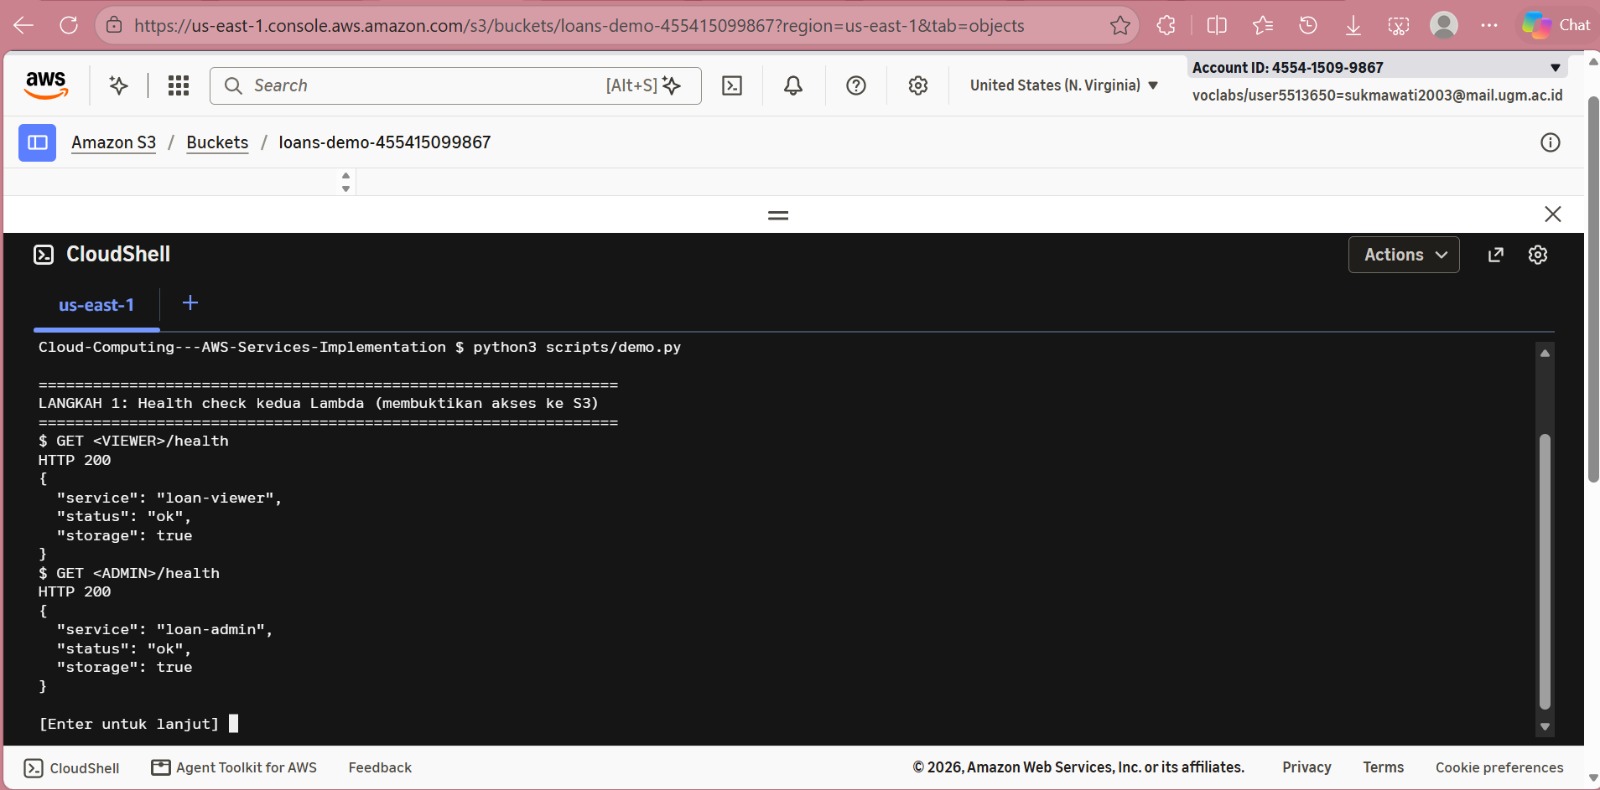 https://us-east-1.console.aws.amazon.com/s3/buckets/loans-demo-455415099867?region=us-east-1&tab=objects
Chat
aws
Search
[Alt+S]
United States (N. Virginia)
Account ID: 4554-1509-9867
voclabs/user5513650=sukmawati2003@mail.ugm.ac.id
Amazon S3 / Buckets / loans-demo-455415099867
CloudShell
Actions
us-east-1
Cloud-Computing---AWS-Services-Implementation $ python3 scripts/demo.py
================================================================
LANGKAH 1: Health check kedua Lambda (membuktikan akses ke S3)
================================================================
$ GET <VIEWER>/health
HTTP 200
{
  "service": "loan-viewer",
  "status": "ok",
  "storage": true
}
$ GET <ADMIN>/health
HTTP 200
{
  "service": "loan-admin",
  "status": "ok",
  "storage": true
}
[Enter untuk lanjut]
CloudShell
Agent Toolkit for AWS
Feedback
© 2026, Amazon Web Services, Inc. or its affiliates.
Privacy
Terms
Cookie preferences